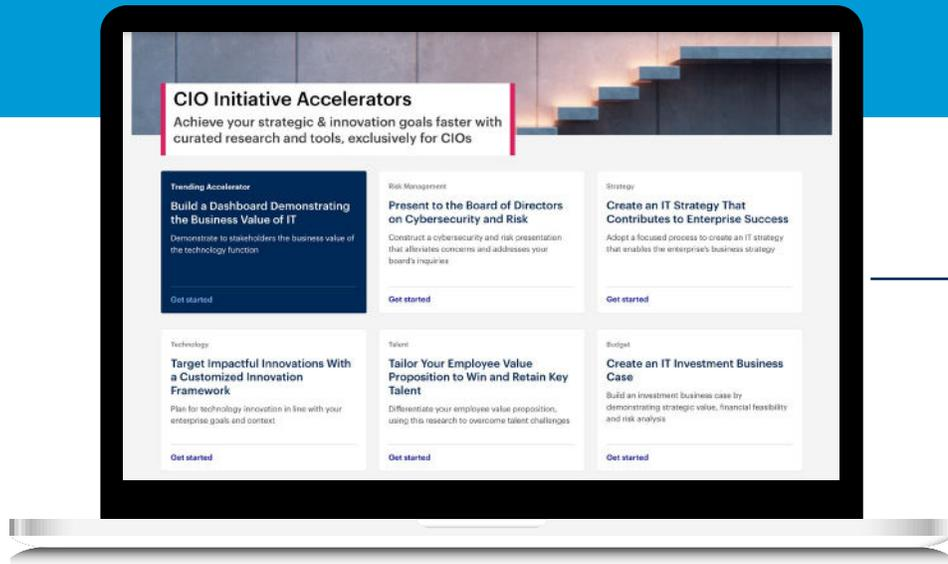 CIO Initiative Accelerators
Achieve your strategic & innovation goals faster with
curated research and tools, exclusively for CIOs
Trending Accelerator
Build a Dashboard Demonstrating
the Business Value of IT
Demonstrate to stakeholders the business value of
the technology function
Get started
Risk Management
Present to the Board of Directors
on Cybersecurity and Risk
Construct a cybersecurity and risk presentation
that alleviates concerns and addresses your
board's inquiries
Get started
Strategy
Create an IT Strategy That
Contributes to Enterprise Success
Adopt a focused process to create an IT strategy
that enables the enterprise's business strategy
Get started
Technology
Target Impactful Innovations With
a Customized Innovation
Framework
Plan for technology innovation in line with your
enterprise goals and context
Get started
Talent
Tailor Your Employee Value
Proposition to Win and Retain Key
Talent
Differentiate your employee value proposition,
using this research to overcome talent challenges
Get started
Budget
Create an IT Investment Business
Case
Build an investment business case by
demonstrating strategic value, financial feasibility
and risk analysis
Get started